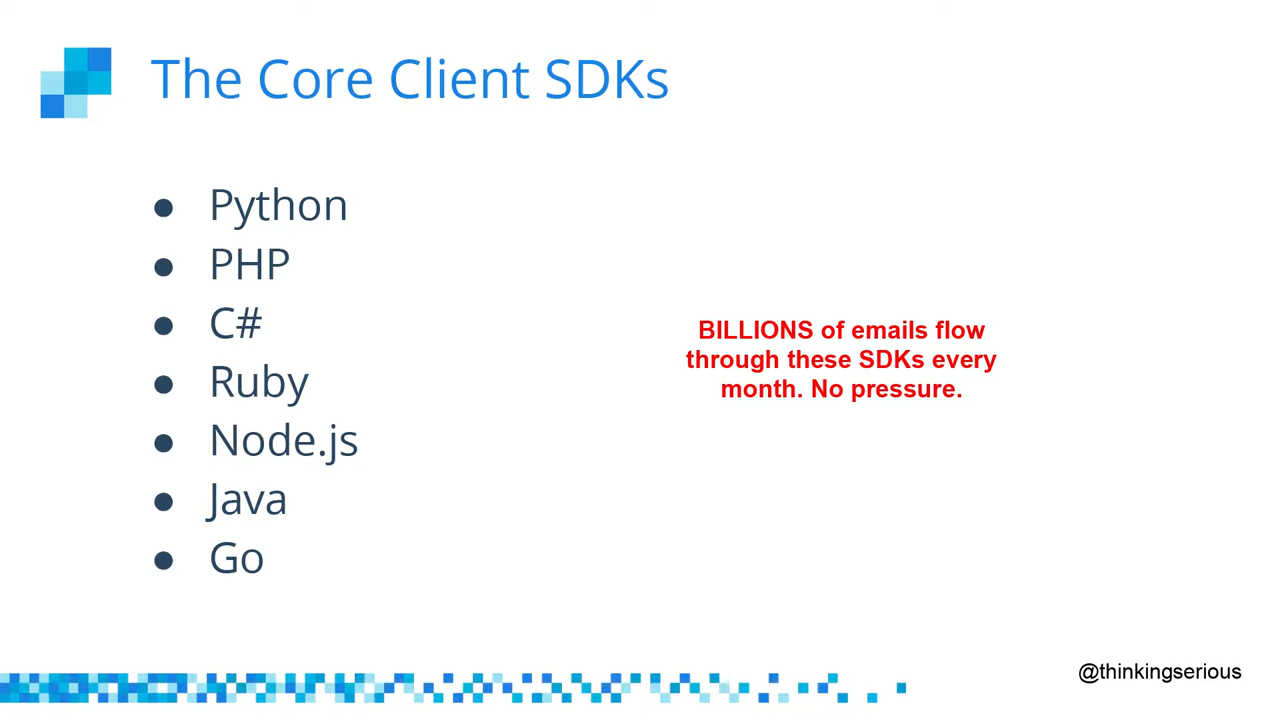 The Core Client SDKs
● Python
● PHP
● C#
● Ruby
● Node.js
● Java
● Go
BILLIONS of emails flow
through these SDKs every
month. No pressure.
@thinkingserious